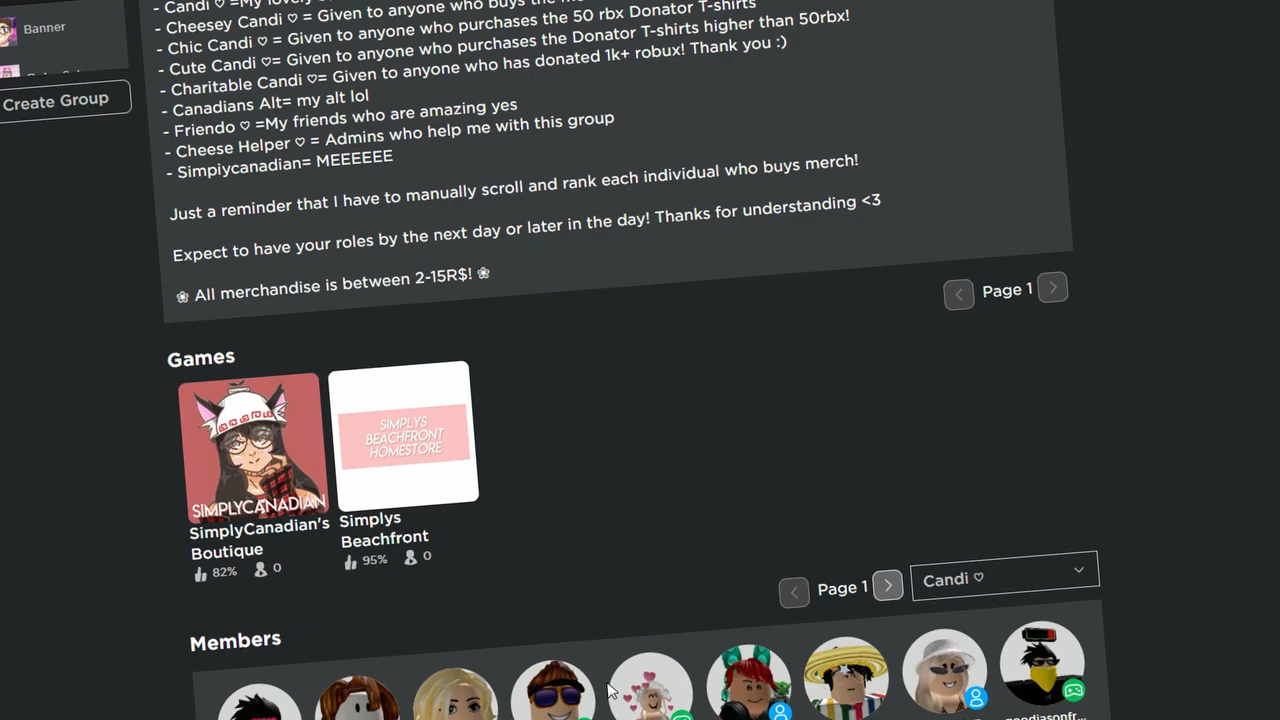 Banner
Create Group
- Candi ♡ =My lovely
- Cheesey Candi ♡ = Given to anyone who buys the
- Chic Candi ♡ = Given to anyone who purchases the 50 rbx Donator T-shirts
- Cute Candi ♡= Given to anyone who purchases the Donator T-shirts higher than 50rbx!
- Charitable Candi ♡= Given to anyone who has donated 1k+ robux! Thank you :)
- Canadians Alt= my alt lol
- Friendo ♡ =My friends who are amazing yes
- Cheese Helper ♡ = Admins who help me with this group
- Simpiycanadian= MEEEEEE
Just a reminder that I have to manually scroll and rank each individual who buys merch!
Expect to have your roles by the next day or later in the day! Thanks for understanding <3
❀ All merchandise is between 2-15R$! ❀
Page 1
Games
SIMPLYCANADIAN
SIMPLYS
BEACHFRONT
HOMESTORE
SimplyCanadian's
Boutique
82% 0
Simplys
Beachfront
95% 0
Page 1
Candi ♡
Members